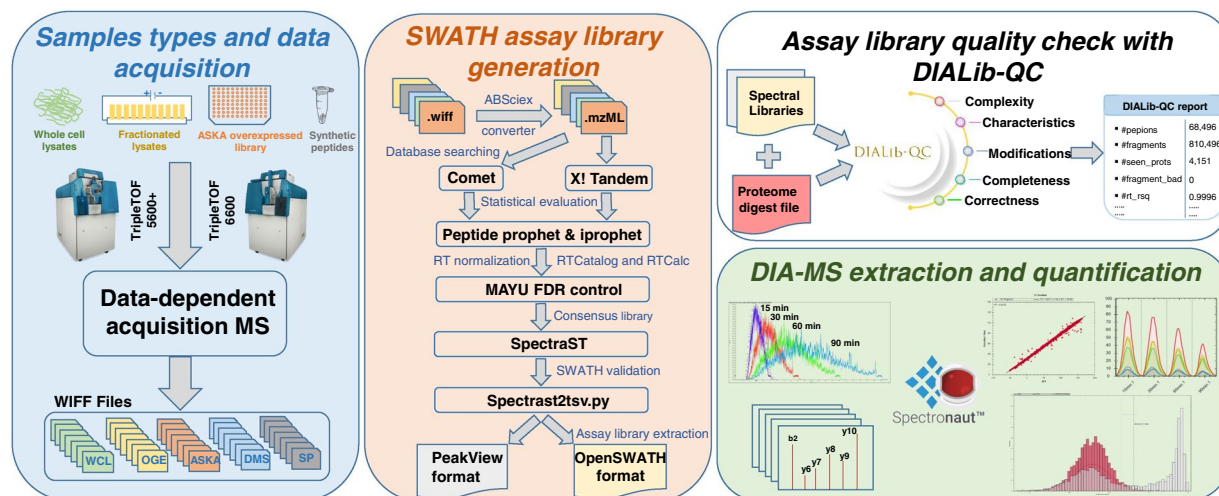 Samples types and data
acquisition
+ -
Whole cell
lysates
Fractionated
lysates
ASKA overexpressed
library
Synthetic
peptides
TripleTOF
5600+
TripleTOF
6600
Data-dependent
acquisition MS
WIFF Files
WCL
OGE
ASKA
DMS
SP
SWATH assay library
generation
.wiff
ABSciex
converter
.mzML
Database searching
Comet
X! Tandem
Statistical evaluation
Peptide prophet & iprophet
RT normalization
RTCatalog and RTCalc
MAYU FDR control
Consensus library
SpectraST
SWATH validation
Spectrast2tsv.py
Assay library extraction
PeakView
format
OpenSWATH
format
Assay library quality check with
DIALib-QC
Spectral
Libraries
+
Proteome
digest file
DIALib-QC
Complexity
Characteristics
Modifications
Completeness
Correctness
DIALib-QC report
#pepions 68,496
#fragments 810,496
#seen_prots 4,151
#fragment_bad 0
#rt_rsq 0.9996
..... .....
..... .....
DIA-MS extraction and quantification
15 min
30 min
60 min
90 min
Spectronaut™
b2
y6
y7
y8
y9
y10